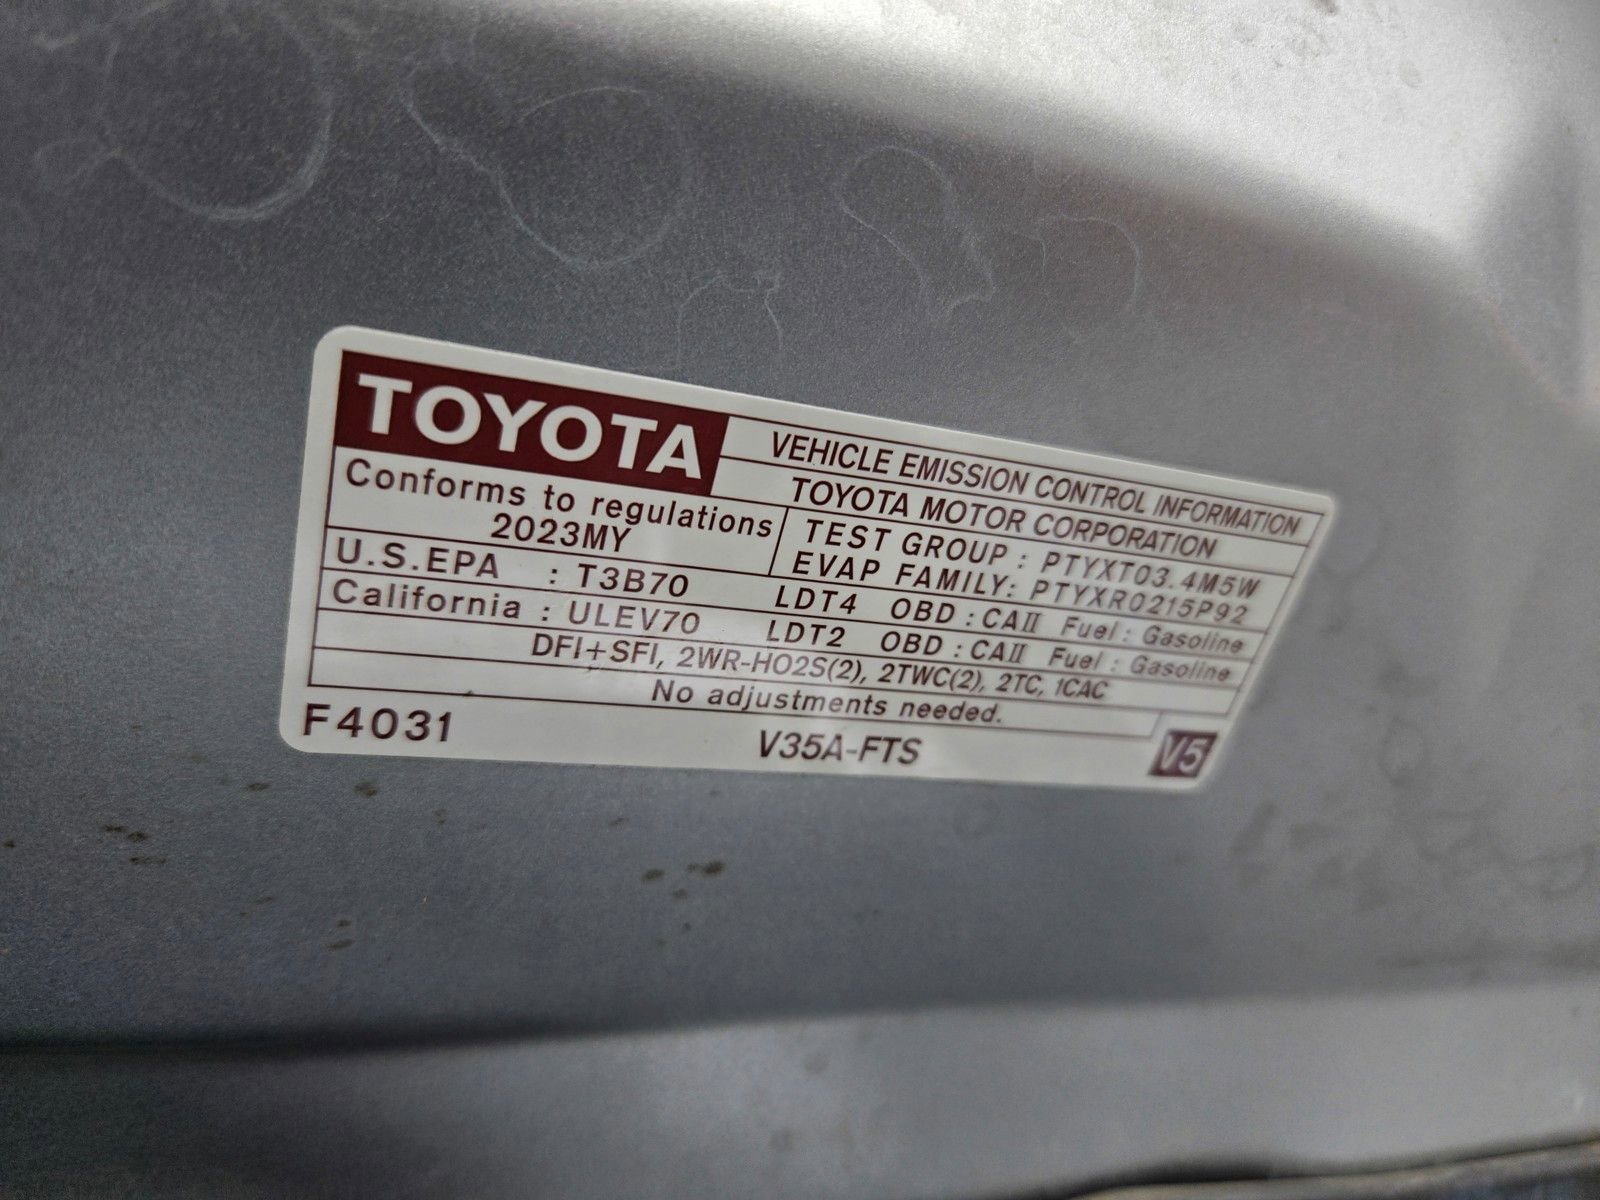 TOYOTA
VEHICLE EMISSION CONTROL INFORMATION
TOYOTA MOTOR CORPORATION
Conforms to regulations
2023MY
TEST GROUP : PTYXT03.4M5W
EVAP FAMILY: PTYXR0215P92
U.S.EPA : T3B70 LDT4 OBD : CAII Fuel : Gasoline
California : ULEV70 LDT2 OBD : CAII Fuel : Gasoline
DFI+SFI, 2WR-HO2S(2), 2TWC(2), 2TC, 1CAC
No adjustments needed.
F4031 V35A-FTS V5